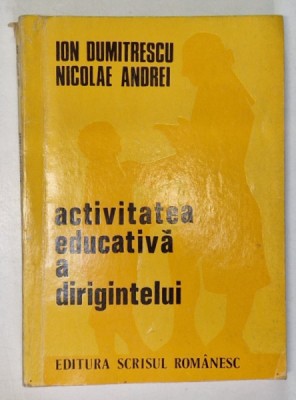 ION DUMITRESCU
NICOLAE ANDREI
activitatea
educativă
a
dirigintelui
EDITURA SCRISUL ROMÂNESC